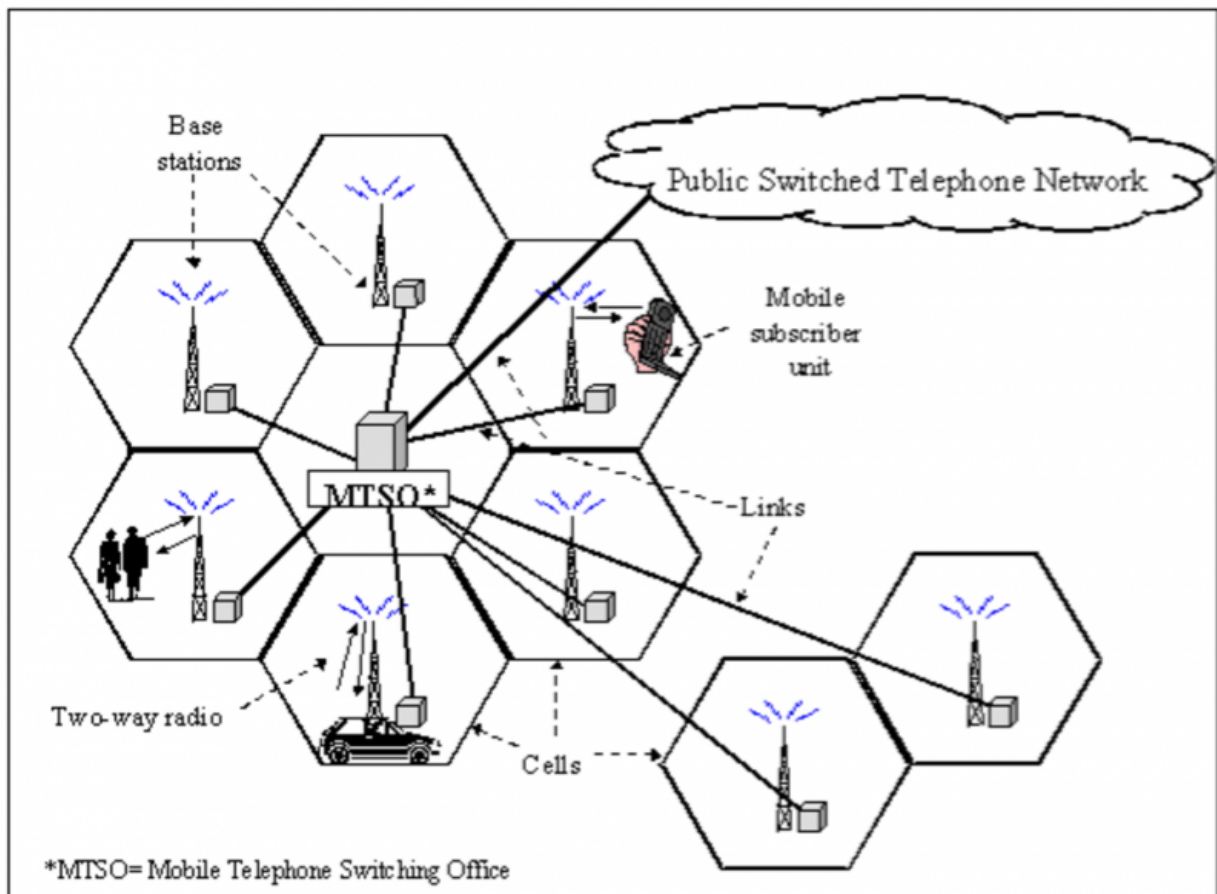 Base
stations
Public Switched Telephone Network
Mobile
subscriber
unit
MTSO*
Links
Two-way radio
Cells
*MTSO= Mobile Telephone Switching Office